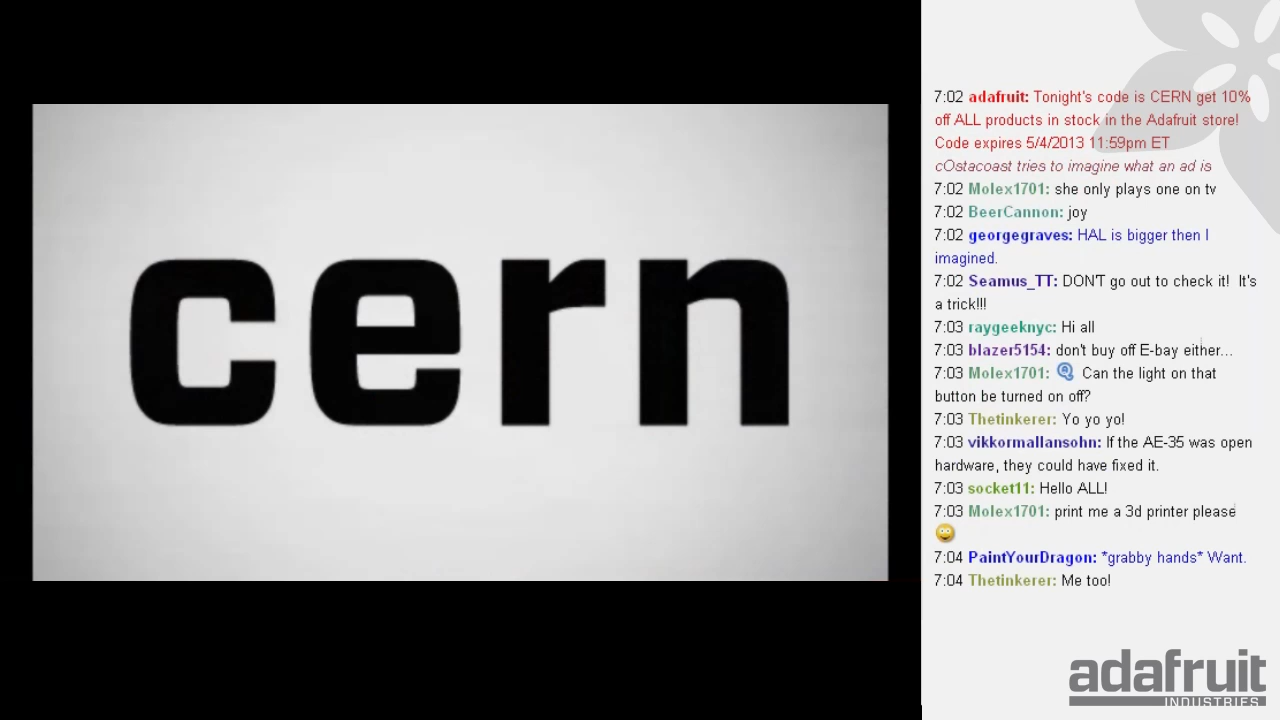 cern
7:02 adafruit: Tonight's code is CERN get 10%
off ALL products in stock in the Adafruit store!
Code expires 5/4/2013 11:59pm ET
cOstacoast tries to imagine what an ad is
7:02 Molex1701: she only plays one on tv
7:02 BeerCannon: joy
7:02 georgegraves: HAL is bigger then I
imagined.
7:02 Seamus_TT: DON'T go out to check it! It's
a trick!!!
7:03 raygeeknyc: Hi all
7:03 blazer5154: don't buy off E-bay either...
7:03 Molex1701: Can the light on that
button be turned on off?
7:03 Thetinkerer: Yo yo yo!
7:03 vikkormallansohn: If the AE-35 was open
hardware, they could have fixed it.
7:03 socket11: Hello ALL!
7:03 Molex1701: print me a 3d printer please
7:04 PaintYourDragon: *grabby hands* Want.
7:04 Thetinkerer: Me too!
adafruit
INDUSTRIES